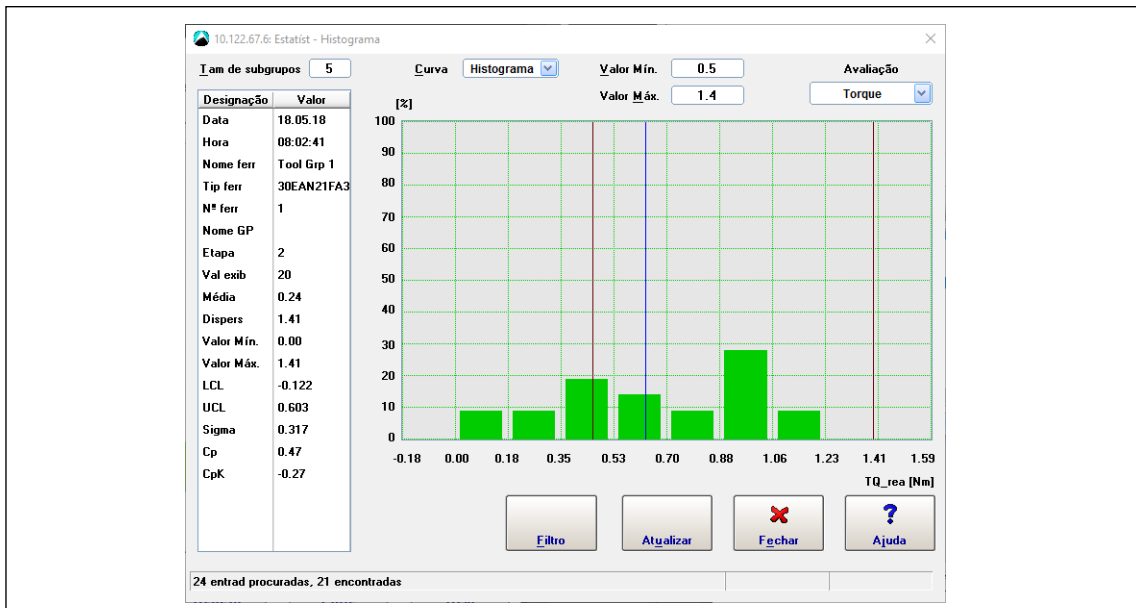 10.122.67.6: Estatíst - Histograma
Tam de subgrupos 5 Curva Histograma Valor Mín. 0.5 Avaliação
Valor Máx. 1.4 Torque
Designação Valor
Data 18.05.18
Hora 08:02:41
Nome ferr Tool Grp 1
Tip ferr 30EAN21FA3
Nº ferr 1
Nome GP
Etapa 2
Val exib 20
Média 0.24
Dispers 1.41
Valor Mín. 0.00
Valor Máx. 1.41
LCL -0.122
UCL 0.603
Sigma 0.317
Cp 0.47
CpK -0.27
[%]
100
90
80
70
60
50
40
30
20
10
0
-0.18 0.00 0.18 0.35 0.53 0.70 0.88 1.06 1.23 1.41 1.59
TQ_rea [Nm]
Filtro Atualizar Fechar Ajuda
24 entrad procuradas, 21 encontradas